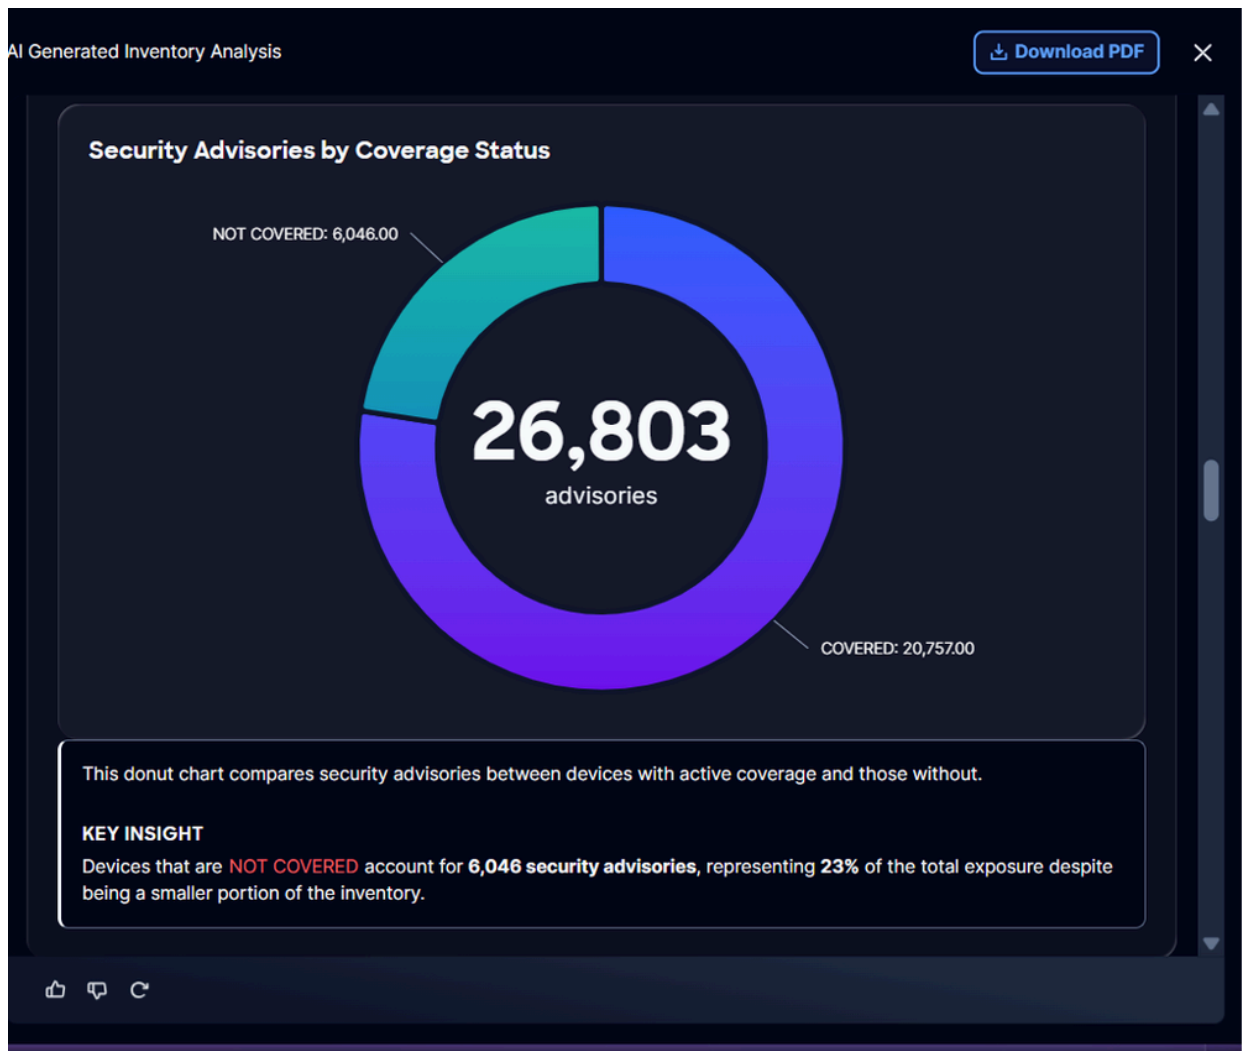 AI Generated Inventory Analysis
Download PDF
Security Advisories by Coverage Status
NOT COVERED: 6,046.00
26,803
advisories
COVERED: 20,757.00
This donut chart compares security advisories between devices with active coverage and those without.
KEY INSIGHT
Devices that are NOT COVERED account for 6,046 security advisories, representing 23% of the total exposure despite
being a smaller portion of the inventory.